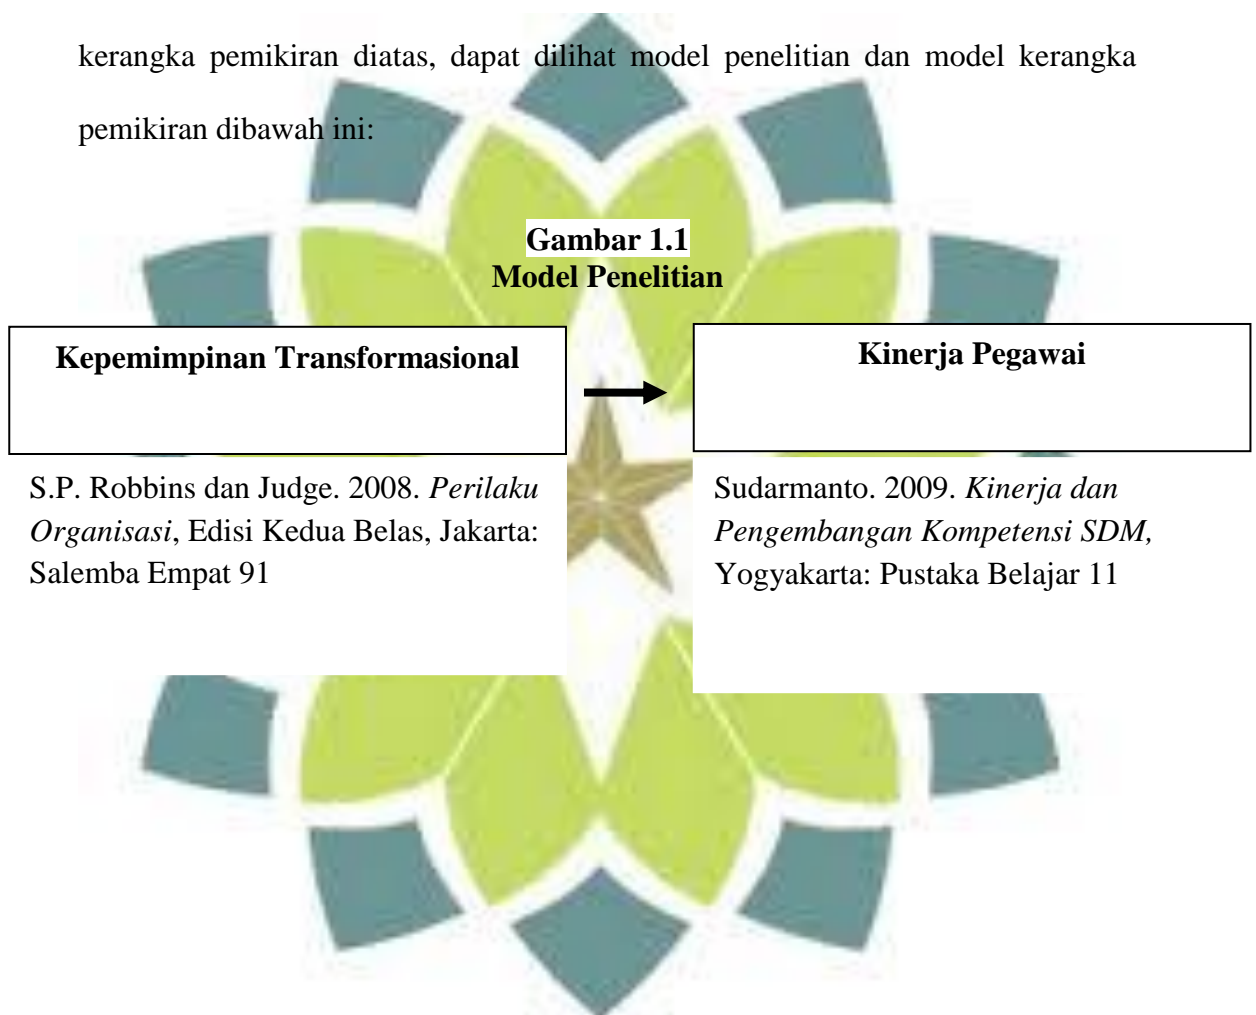 kerangka pemikiran diatas, dapat dilihat model penelitian dan model kerangka
pemikiran dibawah ini:
Gambar 1.1
Model Penelitian
Kepemimpinan Transformasional
Kinerja Pegawai
S.P. Robbins dan Judge. 2008. Perilaku
Organisasi, Edisi Kedua Belas, Jakarta:
Salemba Empat 91
Sudarmanto. 2009. Kinerja dan
Pengembangan Kompetensi SDM,
Yogyakarta: Pustaka Belajar 11